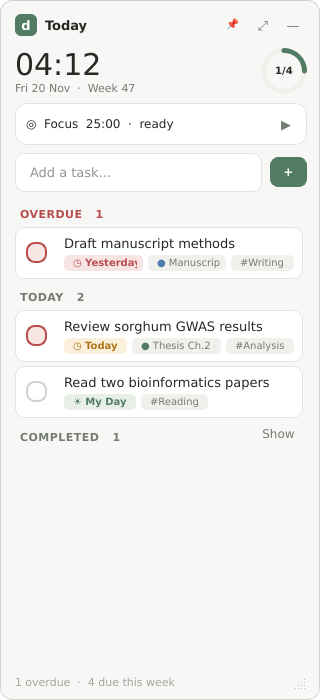 d Today
04:12
Fri 20 Nov · Week 47
1/4
Focus 25:00 · ready
Add a task…
+
OVERDUE 1
Draft manuscript methods
Yesterday
Manuscrip
#Writing
TODAY 2
Review sorghum GWAS results
Today
Thesis Ch.2 ·
#Analysis
Read two bioinformatics papers
My Day
#Reading
COMPLETED 1
Show
1 overdue · 4 due this week